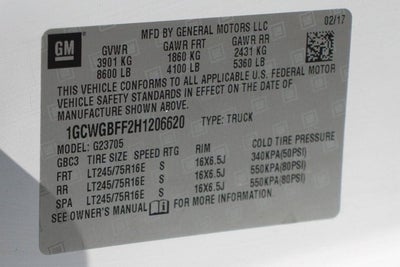 GM
MFD BY GENERAL MOTORS LLC
02/17
GVWR GAWR FRT GAWR RR
3901 KG 1860 KG 2431 KG
8600 LB 4100 LB 5360 LB
THIS VEHICLE CONFORMS TO ALL APPLICABLE U.S. FEDERAL MOTOR
VEHICLE SAFETY STANDARDS IN EFFECT ON THE DATE OF
MANUFACTURE SHOWN ABOVE.
1GCWGBFF2H1206620 TYPE: TRUCK
MODEL: G23705
GBC3 TIRE SIZE SPEED RTG RIM COLD TIRE PRESSURE
FRT LT245/75R16E S 16X6.5J 340KPA(50PSI)
RR LT245/75R16E S 16X6.5J 550KPA(80PSI)
SPA LT245/75R16E S 16X6.5J 550KPA(80PSI)
SEE OWNER'S MANUAL FOR MORE INFORMATION.